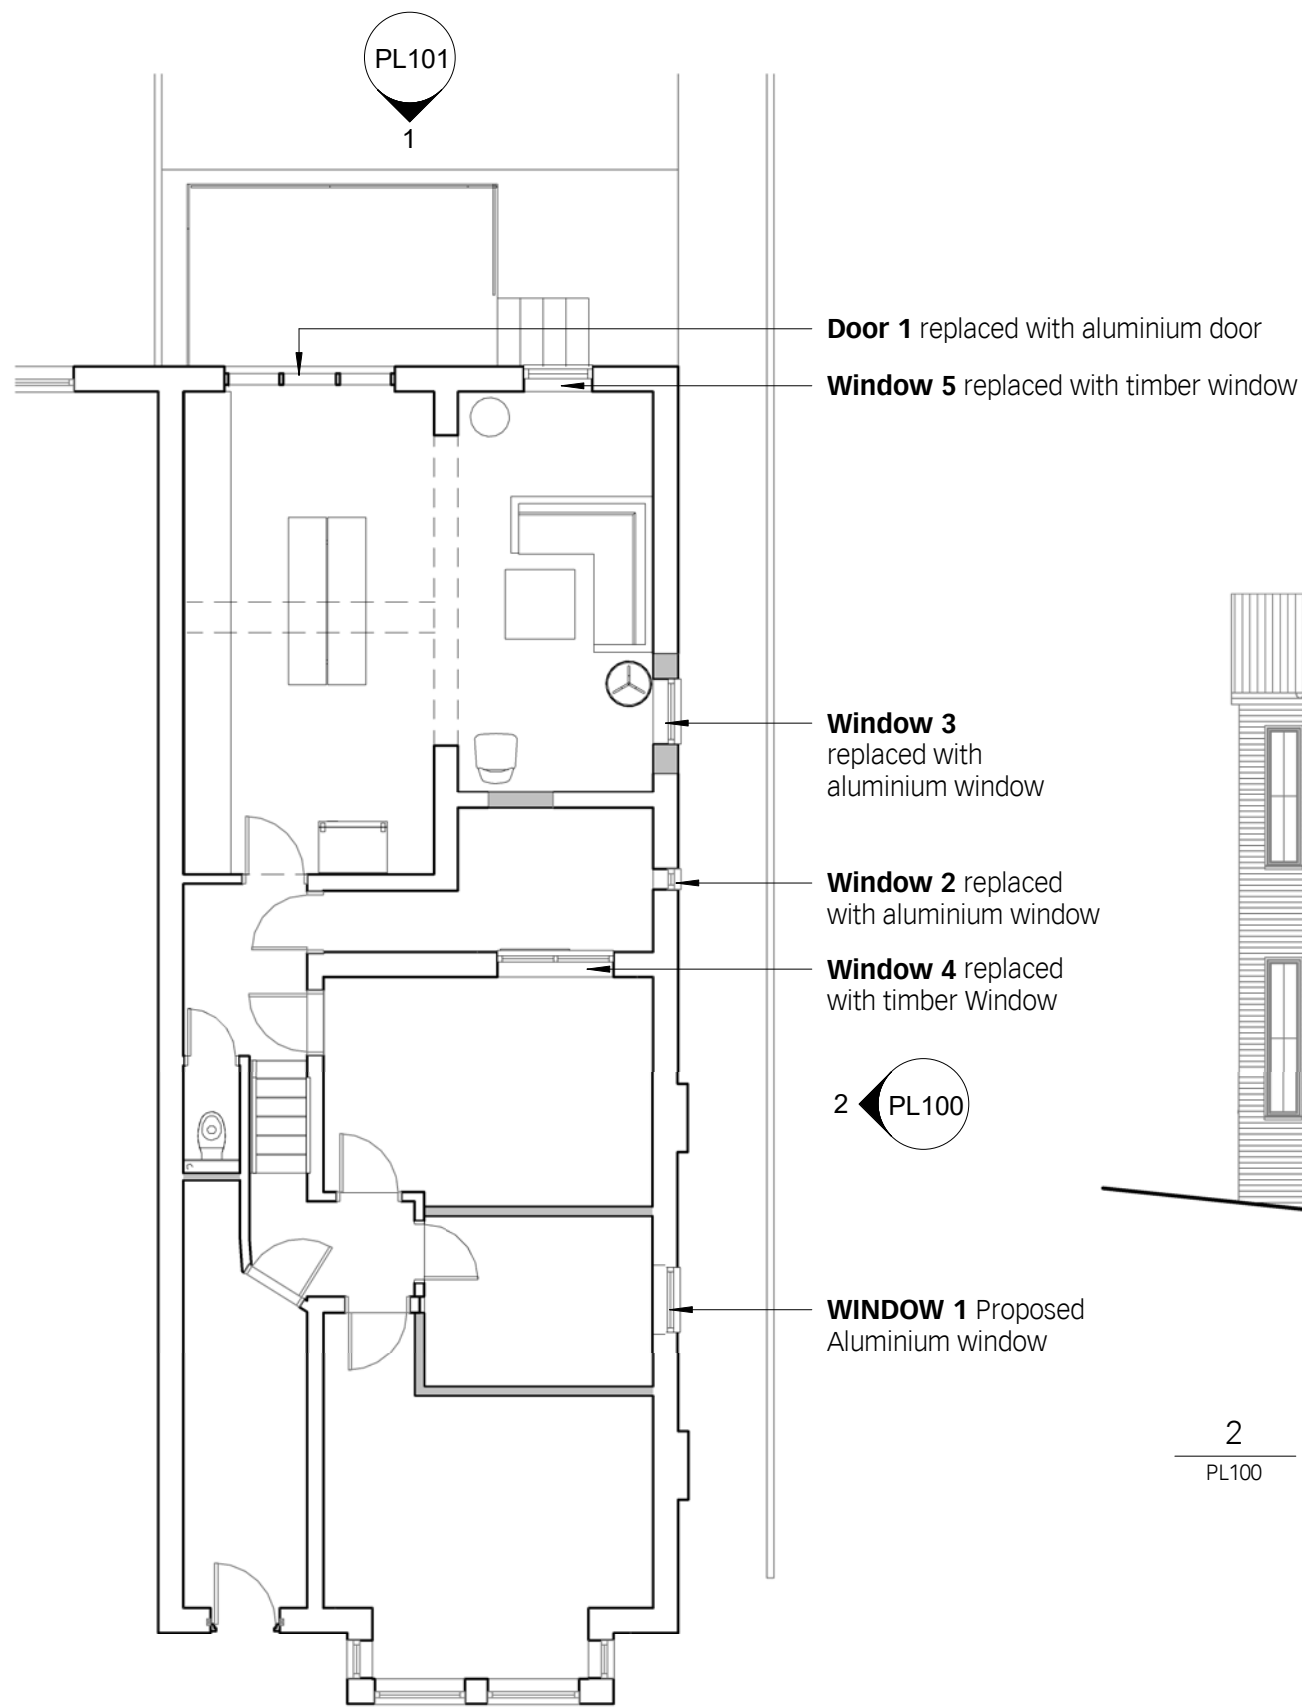 PL101
1
Door 1 replaced with aluminium door
Window 5 replaced with timber window
Window 3
replaced with
aluminium window
Window 2 replaced
with aluminium window
Window 4 replaced
with timber Window
2 PL100
WINDOW 1 Proposed
Aluminium window
2
PL100